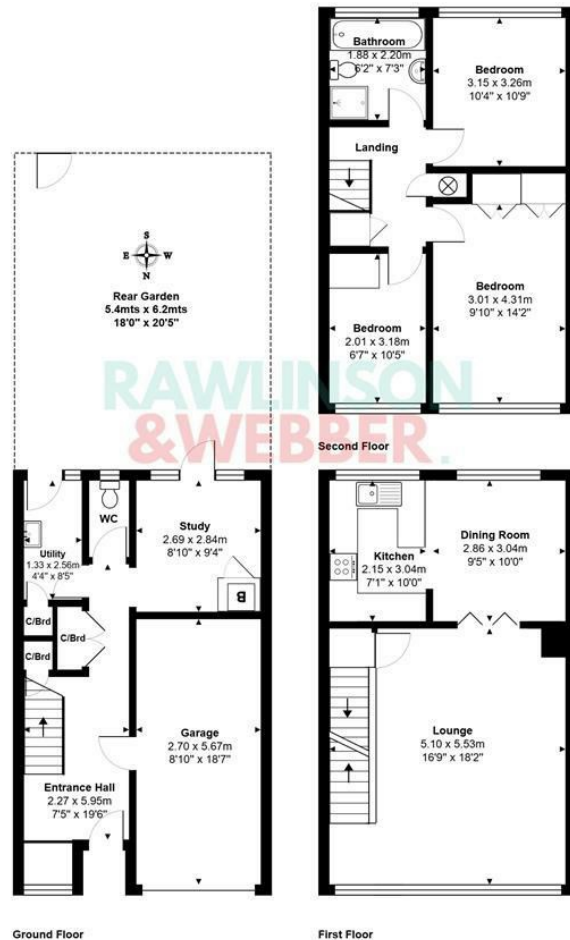 Bathroom
1.88 x 2.20m
6'2" x 7'3"
Bedroom
3.15 x 3.26m
10'4" x 10'9"
Landing
S
E W
N
Rear Garden
5.4mts x 6.2mts
18'0" x 20'5"
Bedroom
3.01 x 4.31m
9'10" x 14'2"
Bedroom
2.01 x 3.18m
6'7" x 10'5"
RAWLINSON
&WEBBER.
Second Floor
WC
Study
2.69 x 2.84m
8'10" x 9'4"
Utility
1.33 x 2.56m
4'4" x 8'5"
B
C/Brd
C/Brd
C/Brd
Garage
2.70 x 5.67m
8'10" x 18'7"
Entrance Hall
2.27 x 5.95m
7'5" x 19'6"
Ground Floor
Kitchen
2.15 x 3.04m
7'1" x 10'0"
Dining Room
2.86 x 3.04m
9'5" x 10'0"
Lounge
5.10 x 5.53m
16'9" x 18'2"
First Floor